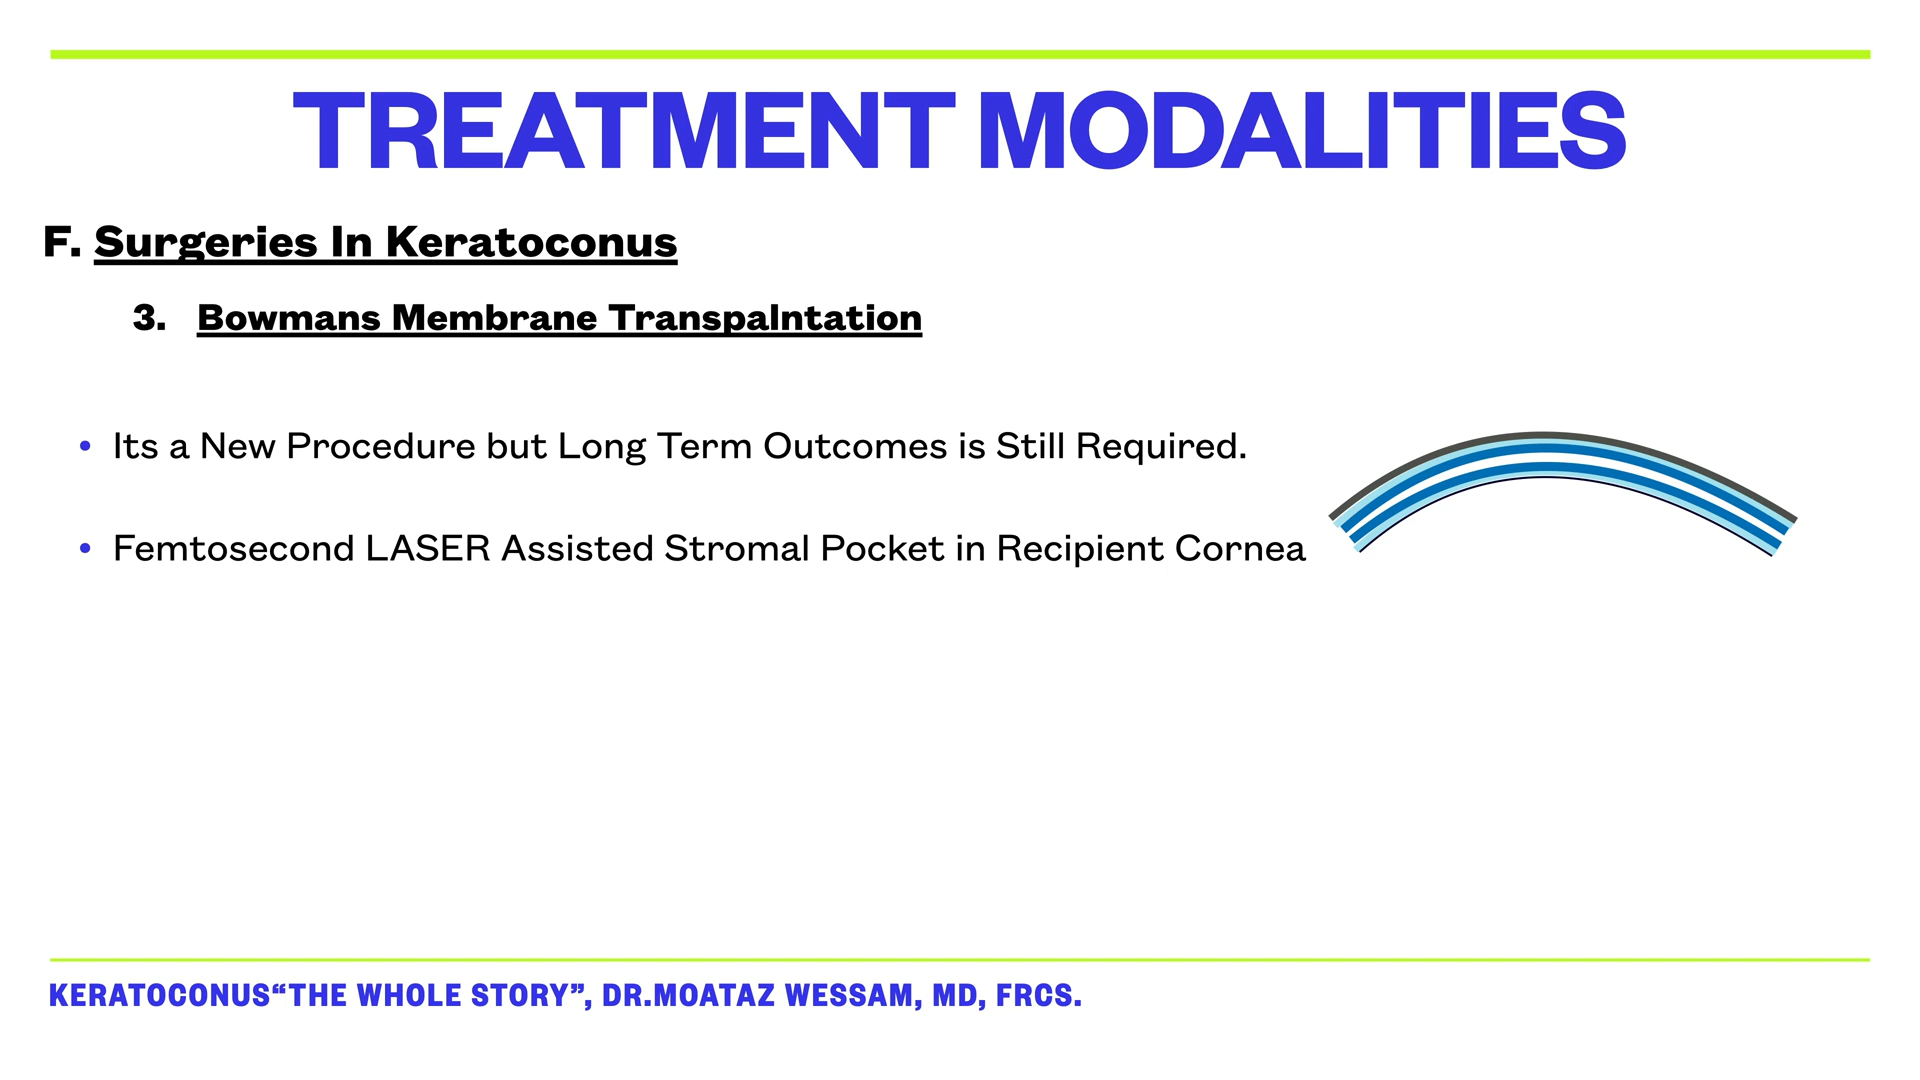 TREATMENT MODALITIES
F. Surgeries In Keratoconus
3. Bowmans Membrane Transpalntation
• Its a New Procedure but Long Term Outcomes is Still Required.
• Femtosecond LASER Assisted Stromal Pocket in Recipient Cornea
KERATOCONUS“THE WHOLE STORY”, DR.MOATAZ WESSAM, MD, FRCS.